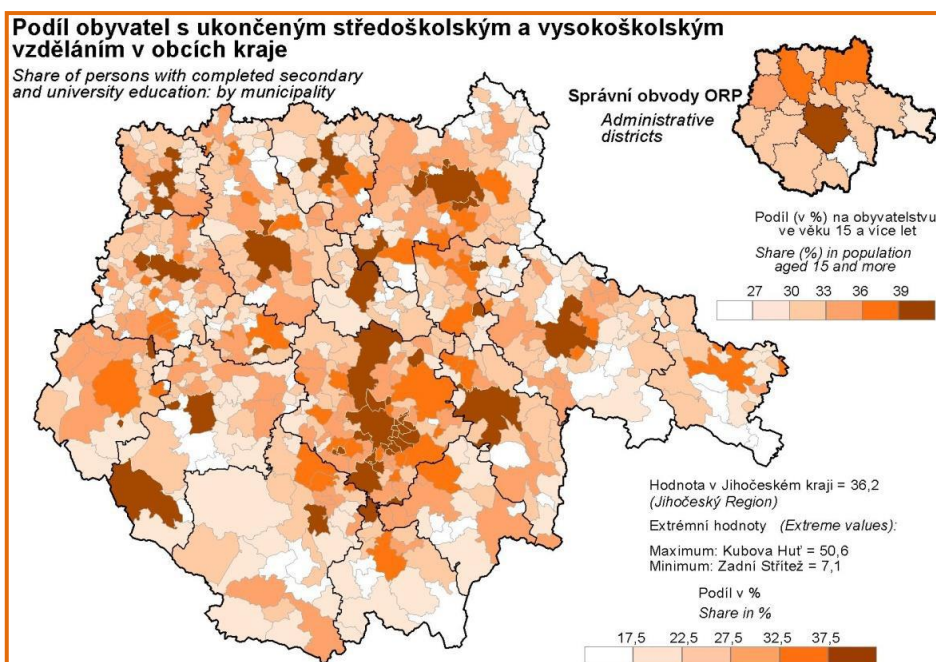 Podíl obyvatel s ukončeným středoškolským a vysokoškolským
vzděláním v obcích kraje
Share of persons with completed secondary
and university education: by municipality
Správní obvody ORP
Administrative
districts
Podíl (v %) na obyvatelstvu
ve věku 15 a více let
Share (%) in population
aged 15 and more
27 30 33 36 39
Hodnota v Jihočeském kraji = 36,2
(Jihočeský Region)
Extrémní hodnoty (Extreme values):
Maximum: Kubova Huť = 50,6
Minimum: Zadní Střítež = 7,1
Podíl v %
Share in %
17,5 22,5 27,5 32,5 37,5